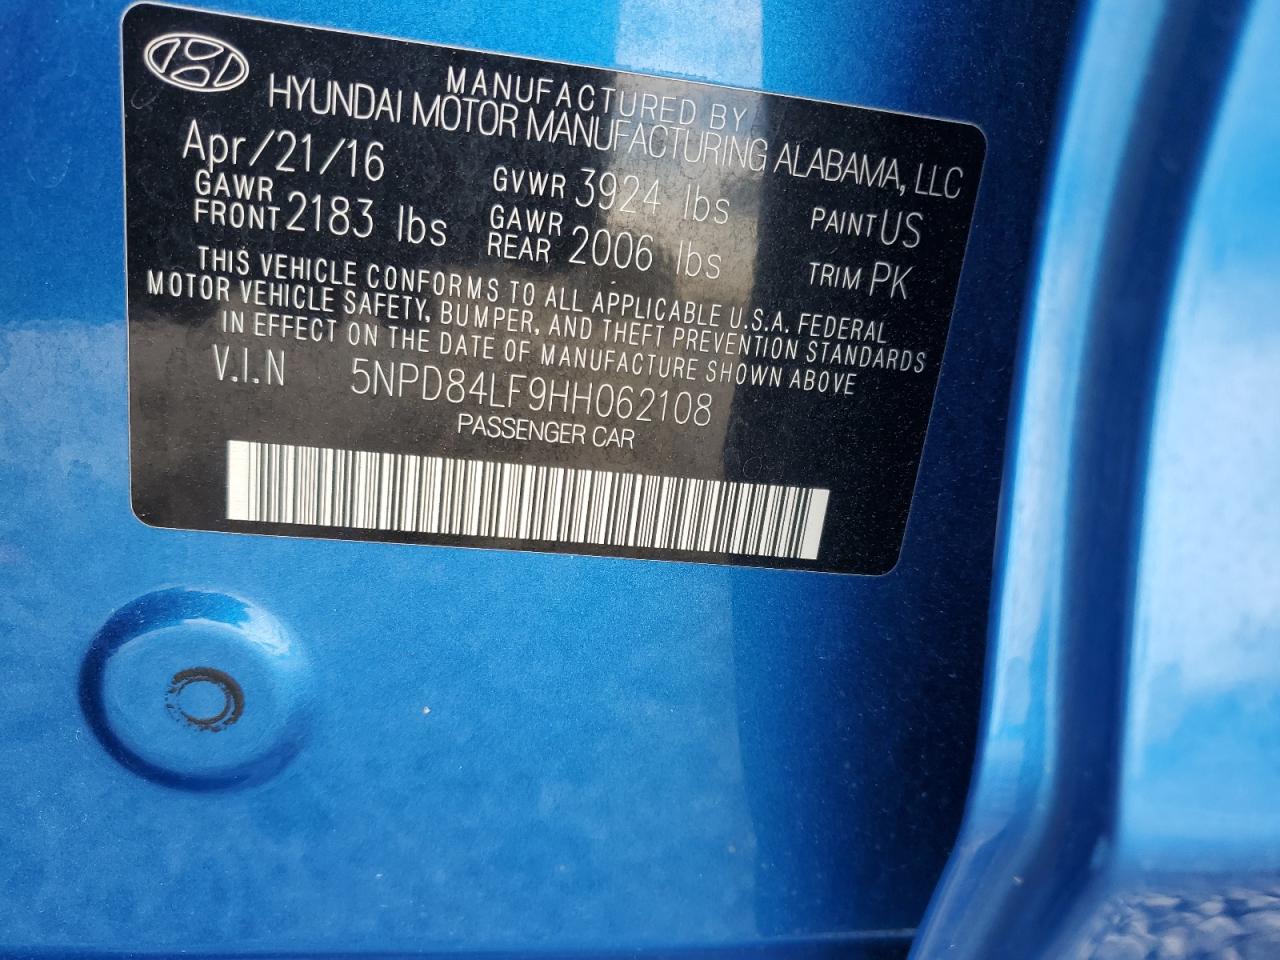 MANUFACTURED BY
HYUNDAI MOTOR MANUFACTURING ALABAMA, LLC
Apr/21/16 GVWR 3924 lbs PAINT US
GAWR FRONT 2183 lbs GAWR REAR 2006 lbs TRIM PK
THIS VEHICLE CONFORMS TO ALL APPLICABLE U.S.A. FEDERAL
MOTOR VEHICLE SAFETY, BUMPER, AND THEFT PREVENTION STANDARDS
IN EFFECT ON THE DATE OF MANUFACTURE SHOWN ABOVE
V.I.N 5NPD84LF9HH062108
PASSENGER CAR